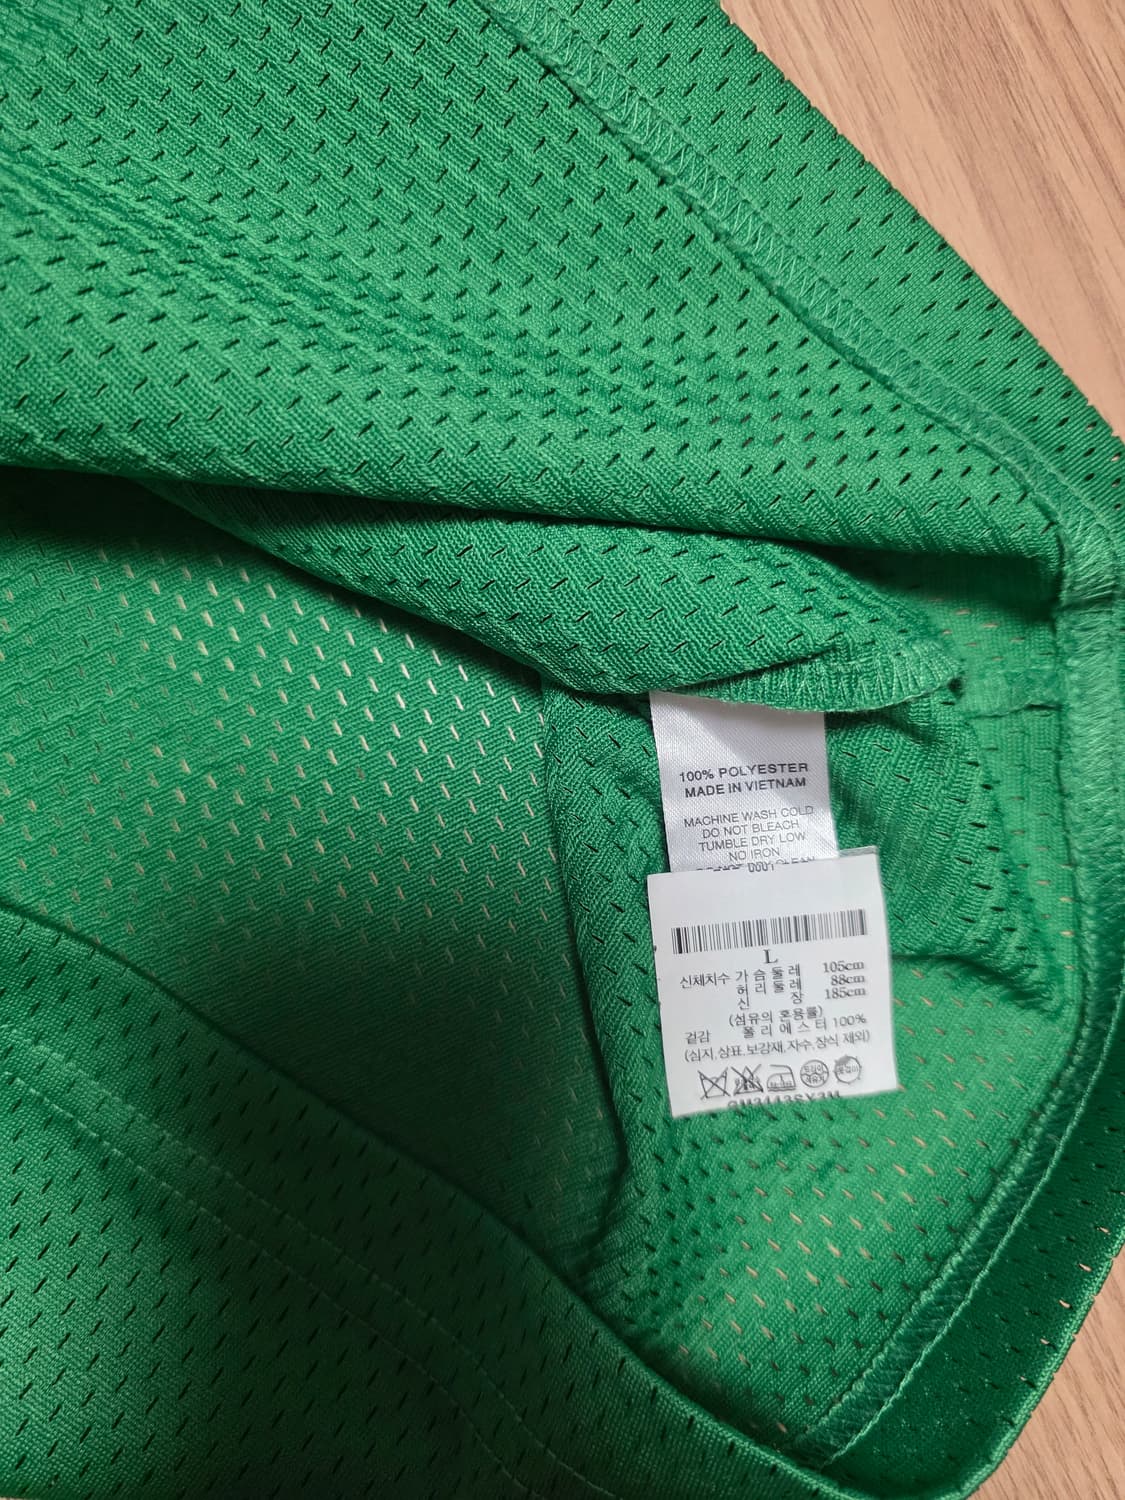 100% POLYESTER
MADE IN VIETNAM
MACHINE WASH COLD
DO NOT BLEACH
TUMBLE DRY LOW
NO IRON
0001
L
신체치수 가 슴 둘 레 105cm
허 리 둘 레 88cm
신 장 185cm
(섬유의 혼용률)
겉감 폴 리 에 스 터 100%
(심지,상표,보강재,자수,장식 제외)